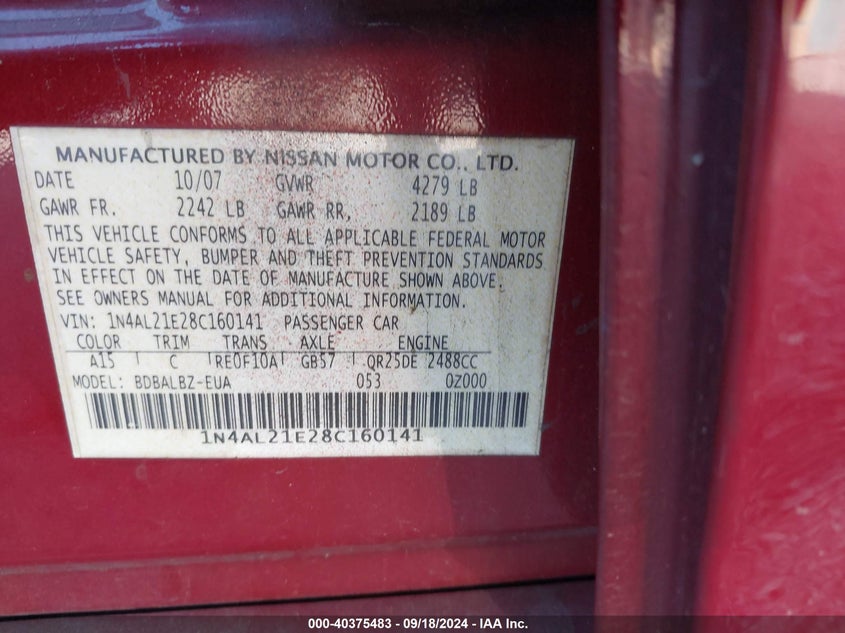 MANUFACTURED BY NISSAN MOTOR CO., LTD.
DATE 10/07 GVWR 4279 LB
GAWR FR. 2242 LB GAWR RR, 2189 LB
THIS VEHICLE CONFORMS TO ALL APPLICABLE FEDERAL MOTOR
VEHICLE SAFETY, BUMPER AND THEFT PREVENTION STANDARDS
IN EFFECT ON THE DATE OF MANUFACTURE SHOWN ABOVE.
SEE OWNERS MANUAL FOR ADDITIONAL INFORMATION.
VIN: 1N4AL21E28C160141 PASSENGER CAR
COLOR TRIM TRANS AXLE ENGINE
A15 C RE0F10A GB57 QR25DE 2488CC
MODEL: BDBALBZ-EUA 053 0Z000
1N4AL21E28C160141
000-40375483 - 09/18/2024 - IAA Inc.